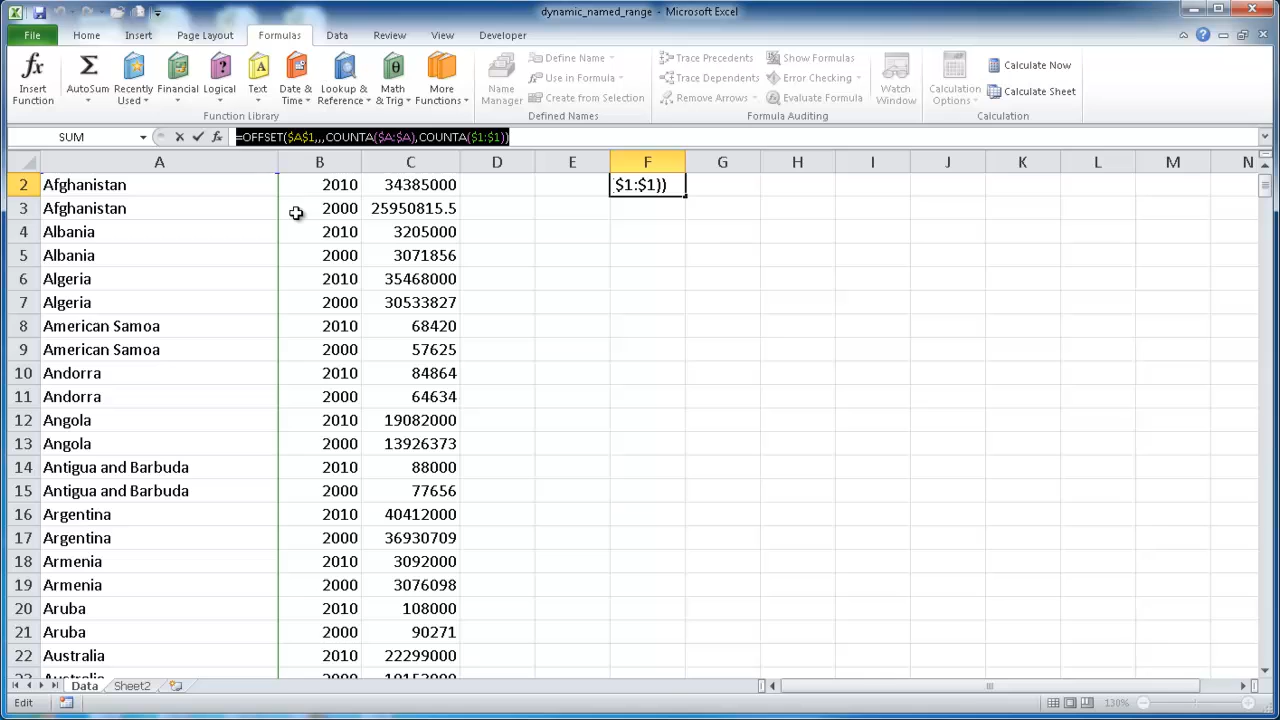 dynamic_named_range - Microsoft Excel
File Home Insert Page Layout Formulas Data Review View Developer
fx Insert Function
Σ AutoSum
Recently Used
Financial
Logical
Text
Date & Time
Lookup & Reference
Math & Trig
More Functions
Function Library
Name Manager
Define Name
Use in Formula
Create from Selection
Defined Names
Trace Precedents
Trace Dependents
Remove Arrows
Show Formulas
Error Checking
Evaluate Formula
Watch Window
Formula Auditing
Calculation Options
Calculate Now
Calculate Sheet
Calculation
SUM fx =OFFSET($A$1,,,COUNTA($A:$A),COUNTA($1:$1))
A B C D E F G H I J K L M N
2 Afghanistan 2010 34385000 $1:$1))
3 Afghanistan 2000 25950815.5
4 Albania 2010 3205000
5 Albania 2000 3071856
6 Algeria 2010 35468000
7 Algeria 2000 30533827
8 American Samoa 2010 68420
9 American Samoa 2000 57625
10 Andorra 2010 84864
11 Andorra 2000 64634
12 Angola 2010 19082000
13 Angola 2000 13926373
14 Antigua and Barbuda 2010 88000
15 Antigua and Barbuda 2000 77656
16 Argentina 2010 40412000
17 Argentina 2000 36930709
18 Armenia 2010 3092000
19 Armenia 2000 3076098
20 Aruba 2010 108000
21 Aruba 2000 90271
22 Australia 2010 22299000
Data Sheet2
Edit 130%